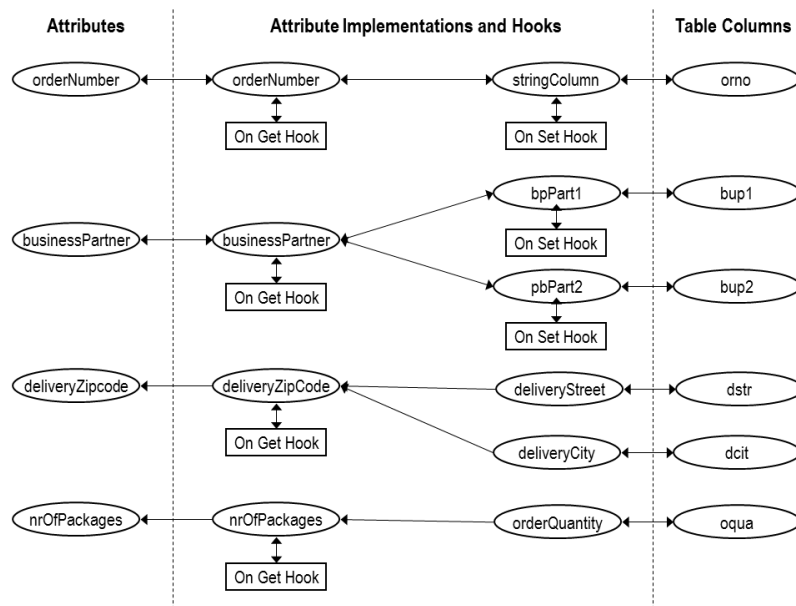 Attributes
Attribute Implementations and Hooks
Table Columns
orderNumber
orderNumber
stringColumn
orno
On Get Hook
On Set Hook
bpPart1
bup1
businessPartner
businessPartner
On Set Hook
On Get Hook
pbPart2
bup2
On Set Hook
deliveryZipcode
deliveryZipCode
deliveryStreet
dstr
On Get Hook
deliveryCity
dcit
nrOfPackages
nrOfPackages
orderQuantity
oqua
On Get Hook